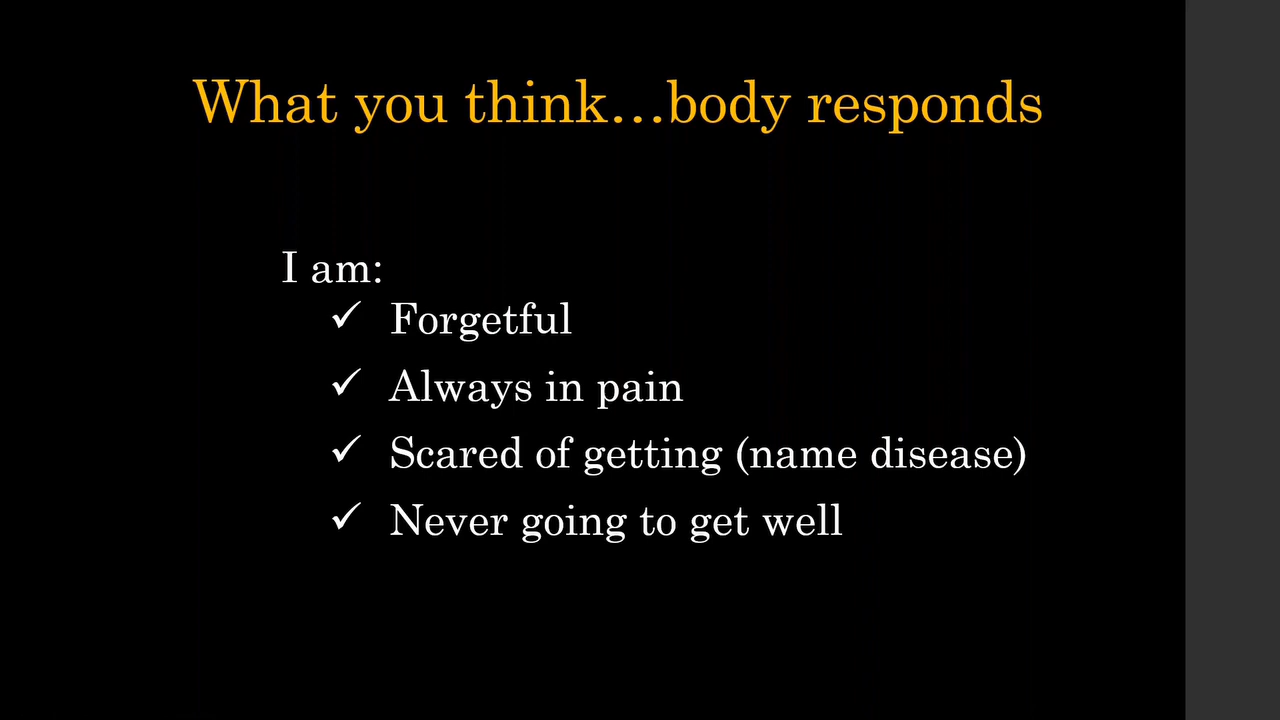 What you think...body responds
I am:
✓ Forgetful
✓ Always in pain
✓ Scared of getting (name disease)
✓ Never going to get well